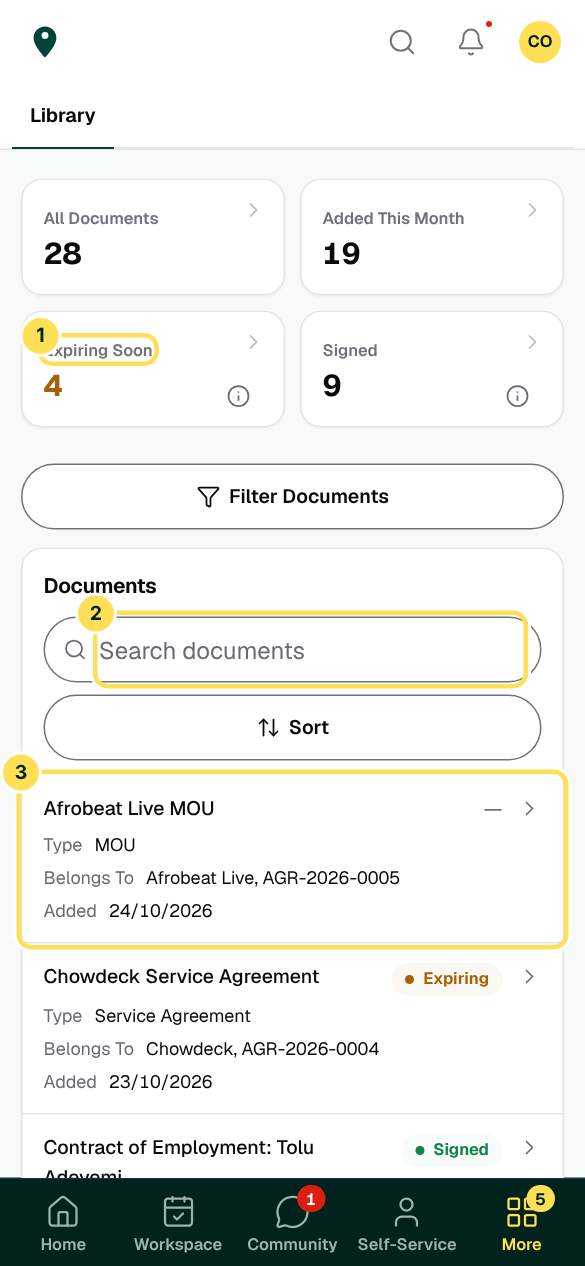 CO
Library
All Documents
28
Added This Month
19
1
Expiring Soon
4
Signed
9
Filter Documents
Documents
2
Search documents
Sort
3
Afrobeat Live MOU
Type MOU
Belongs To Afrobeat Live, AGR-2026-0005
Added 24/10/2026
Chowdeck Service Agreement
Expiring
Type Service Agreement
Belongs To Chowdeck, AGR-2026-0004
Added 23/10/2026
Contract of Employment: Tolu
Signed
Adeyemi
1
5
Home
Workspace
Community
Self-Service
More